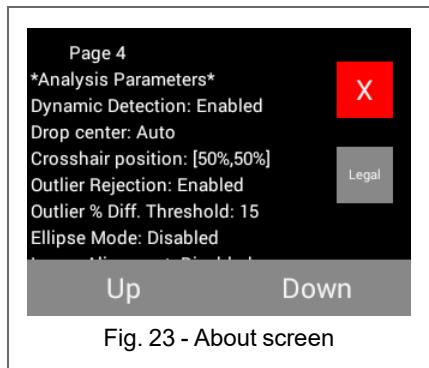 Page 4
*Analysis Parameters*
X
Dynamic Detection: Enabled
Drop center: Auto
Crosshair position: [50%,50%]
Legal
Outlier Rejection: Enabled
Outlier % Diff. Threshold: 15
Ellipse Mode: Disabled
Up
Down
Fig. 23 - About screen